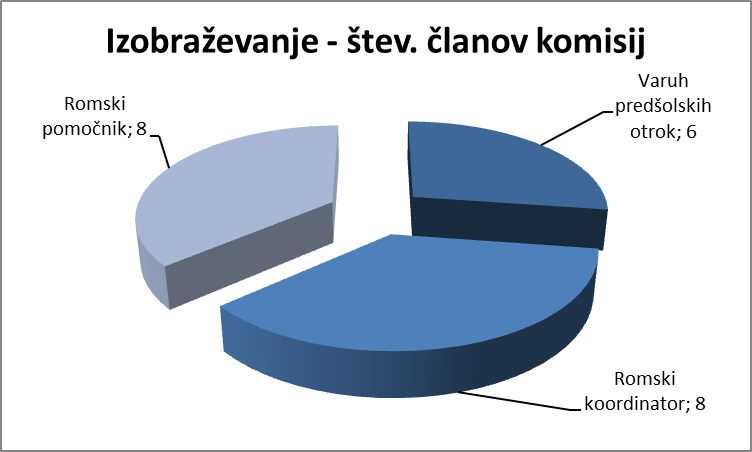 Izobraževanje - štev. članov komisij
Romski
pomočnik; 8
Varuh
predšolskih
otrok; 6
Romski
koordinator; 8